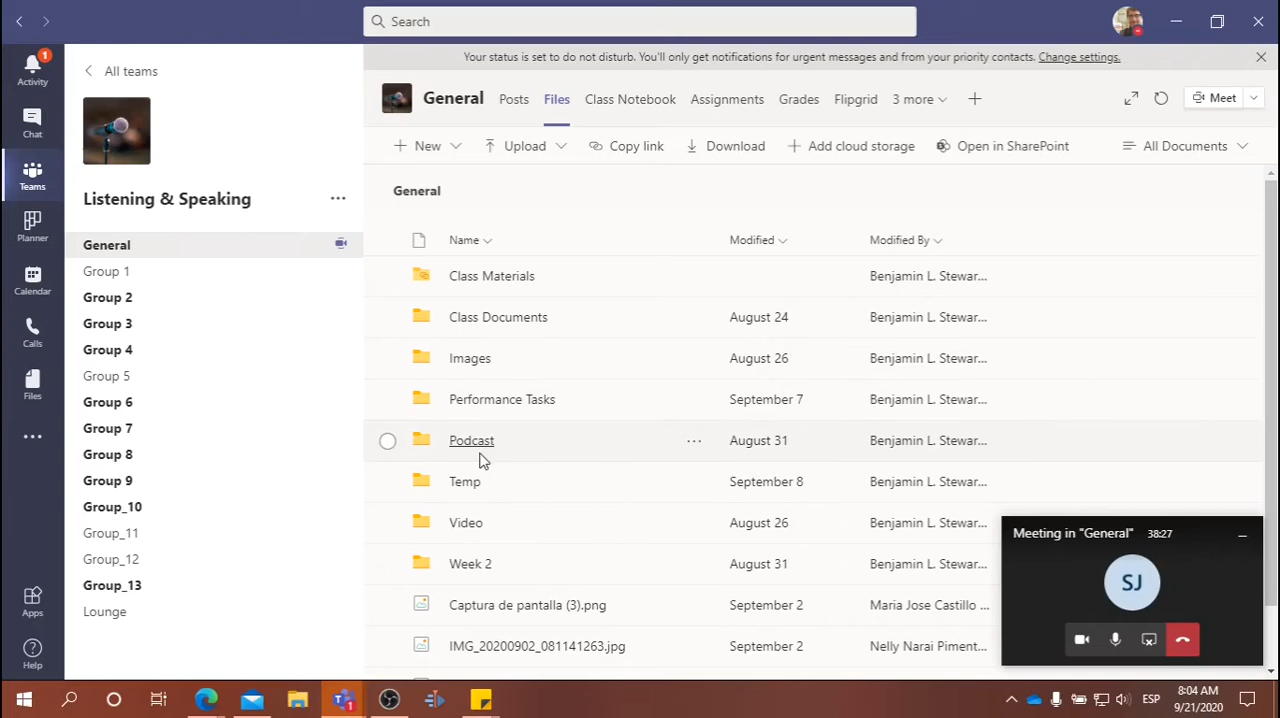 Search
Your status is set to do not disturb. You'll only get notifications for urgent messages and from your priority contacts. Change settings.
Activity
1
Chat
Teams
Planner
Calendar
Calls
Files
Apps
Help
All teams
Listening & Speaking
General
Group 1
Group 2
Group 3
Group 4
Group 5
Group 6
Group 7
Group 8
Group 9
Group_10
Group_11
Group_12
Group_13
Lounge
General Posts Files Class Notebook Assignments Grades Flipgrid 3 more Meet
New Upload Copy link Download Add cloud storage Open in SharePoint All Documents
General
Name Modified Modified By
Class Materials Benjamin L. Stewar...
Class Documents August 24 Benjamin L. Stewar...
Images August 26 Benjamin L. Stewar...
Performance Tasks September 7 Benjamin L. Stewar...
Podcast August 31 Benjamin L. Stewar...
Temp September 8 Benjamin L. Stewar...
Video August 26 Benjamin L. Stewar...
Week 2 August 31 Benjamin L. Stewar...
Captura de pantalla (3).png September 2 Maria Jose Castillo ...
IMG_20200902_081141263.jpg September 2 Nelly Narai Piment...
Meeting in "General" 38:27
SJ
1
ESP
8:04 AM
9/21/2020